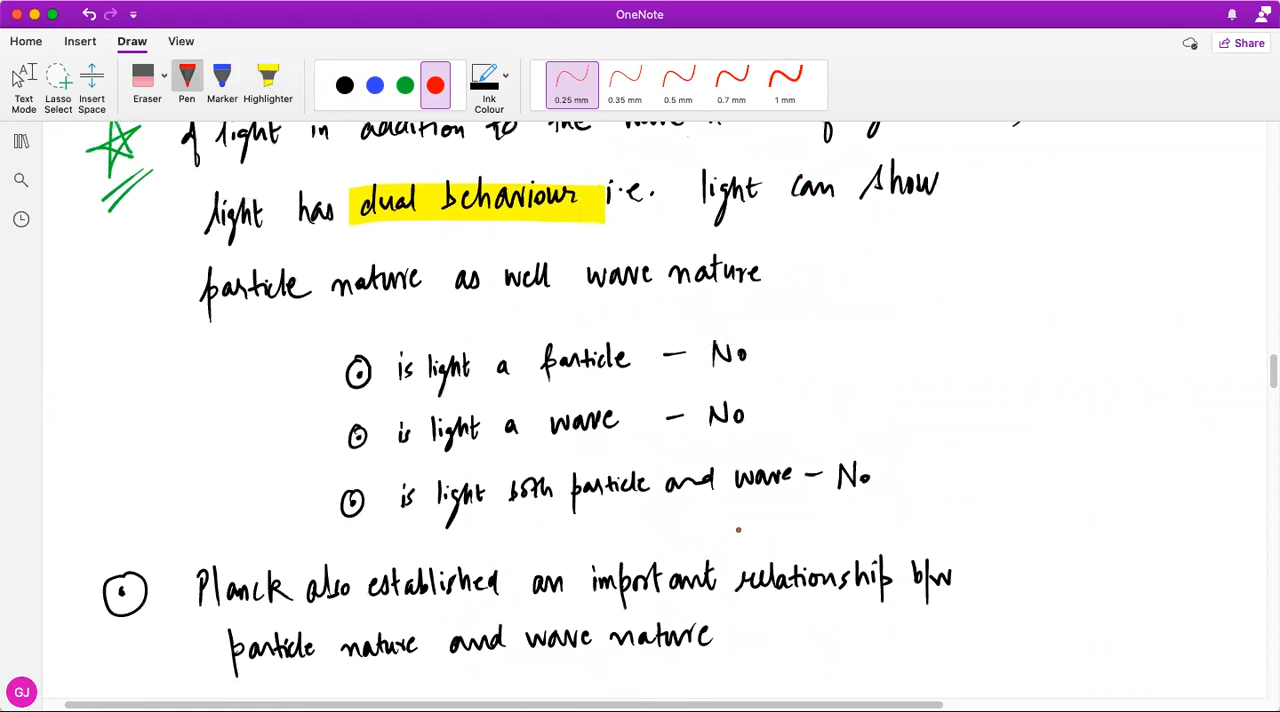 OneNote
Home Insert Draw View
Share
Text Mode
Lasso Select
Insert Space
Eraser
Pen
Marker
Highlighter
Ink Colour
0.25 mm
0.35 mm
0.5 mm
0.7 mm
1 mm
of light in addition to the wave
light has dual behaviour i.e. light can show
particle nature as well wave nature
is light a particle - No
is light a wave - No
is light both particle and wave - No
Planck also established an important relationship b/w
particle nature and wave nature
GJ